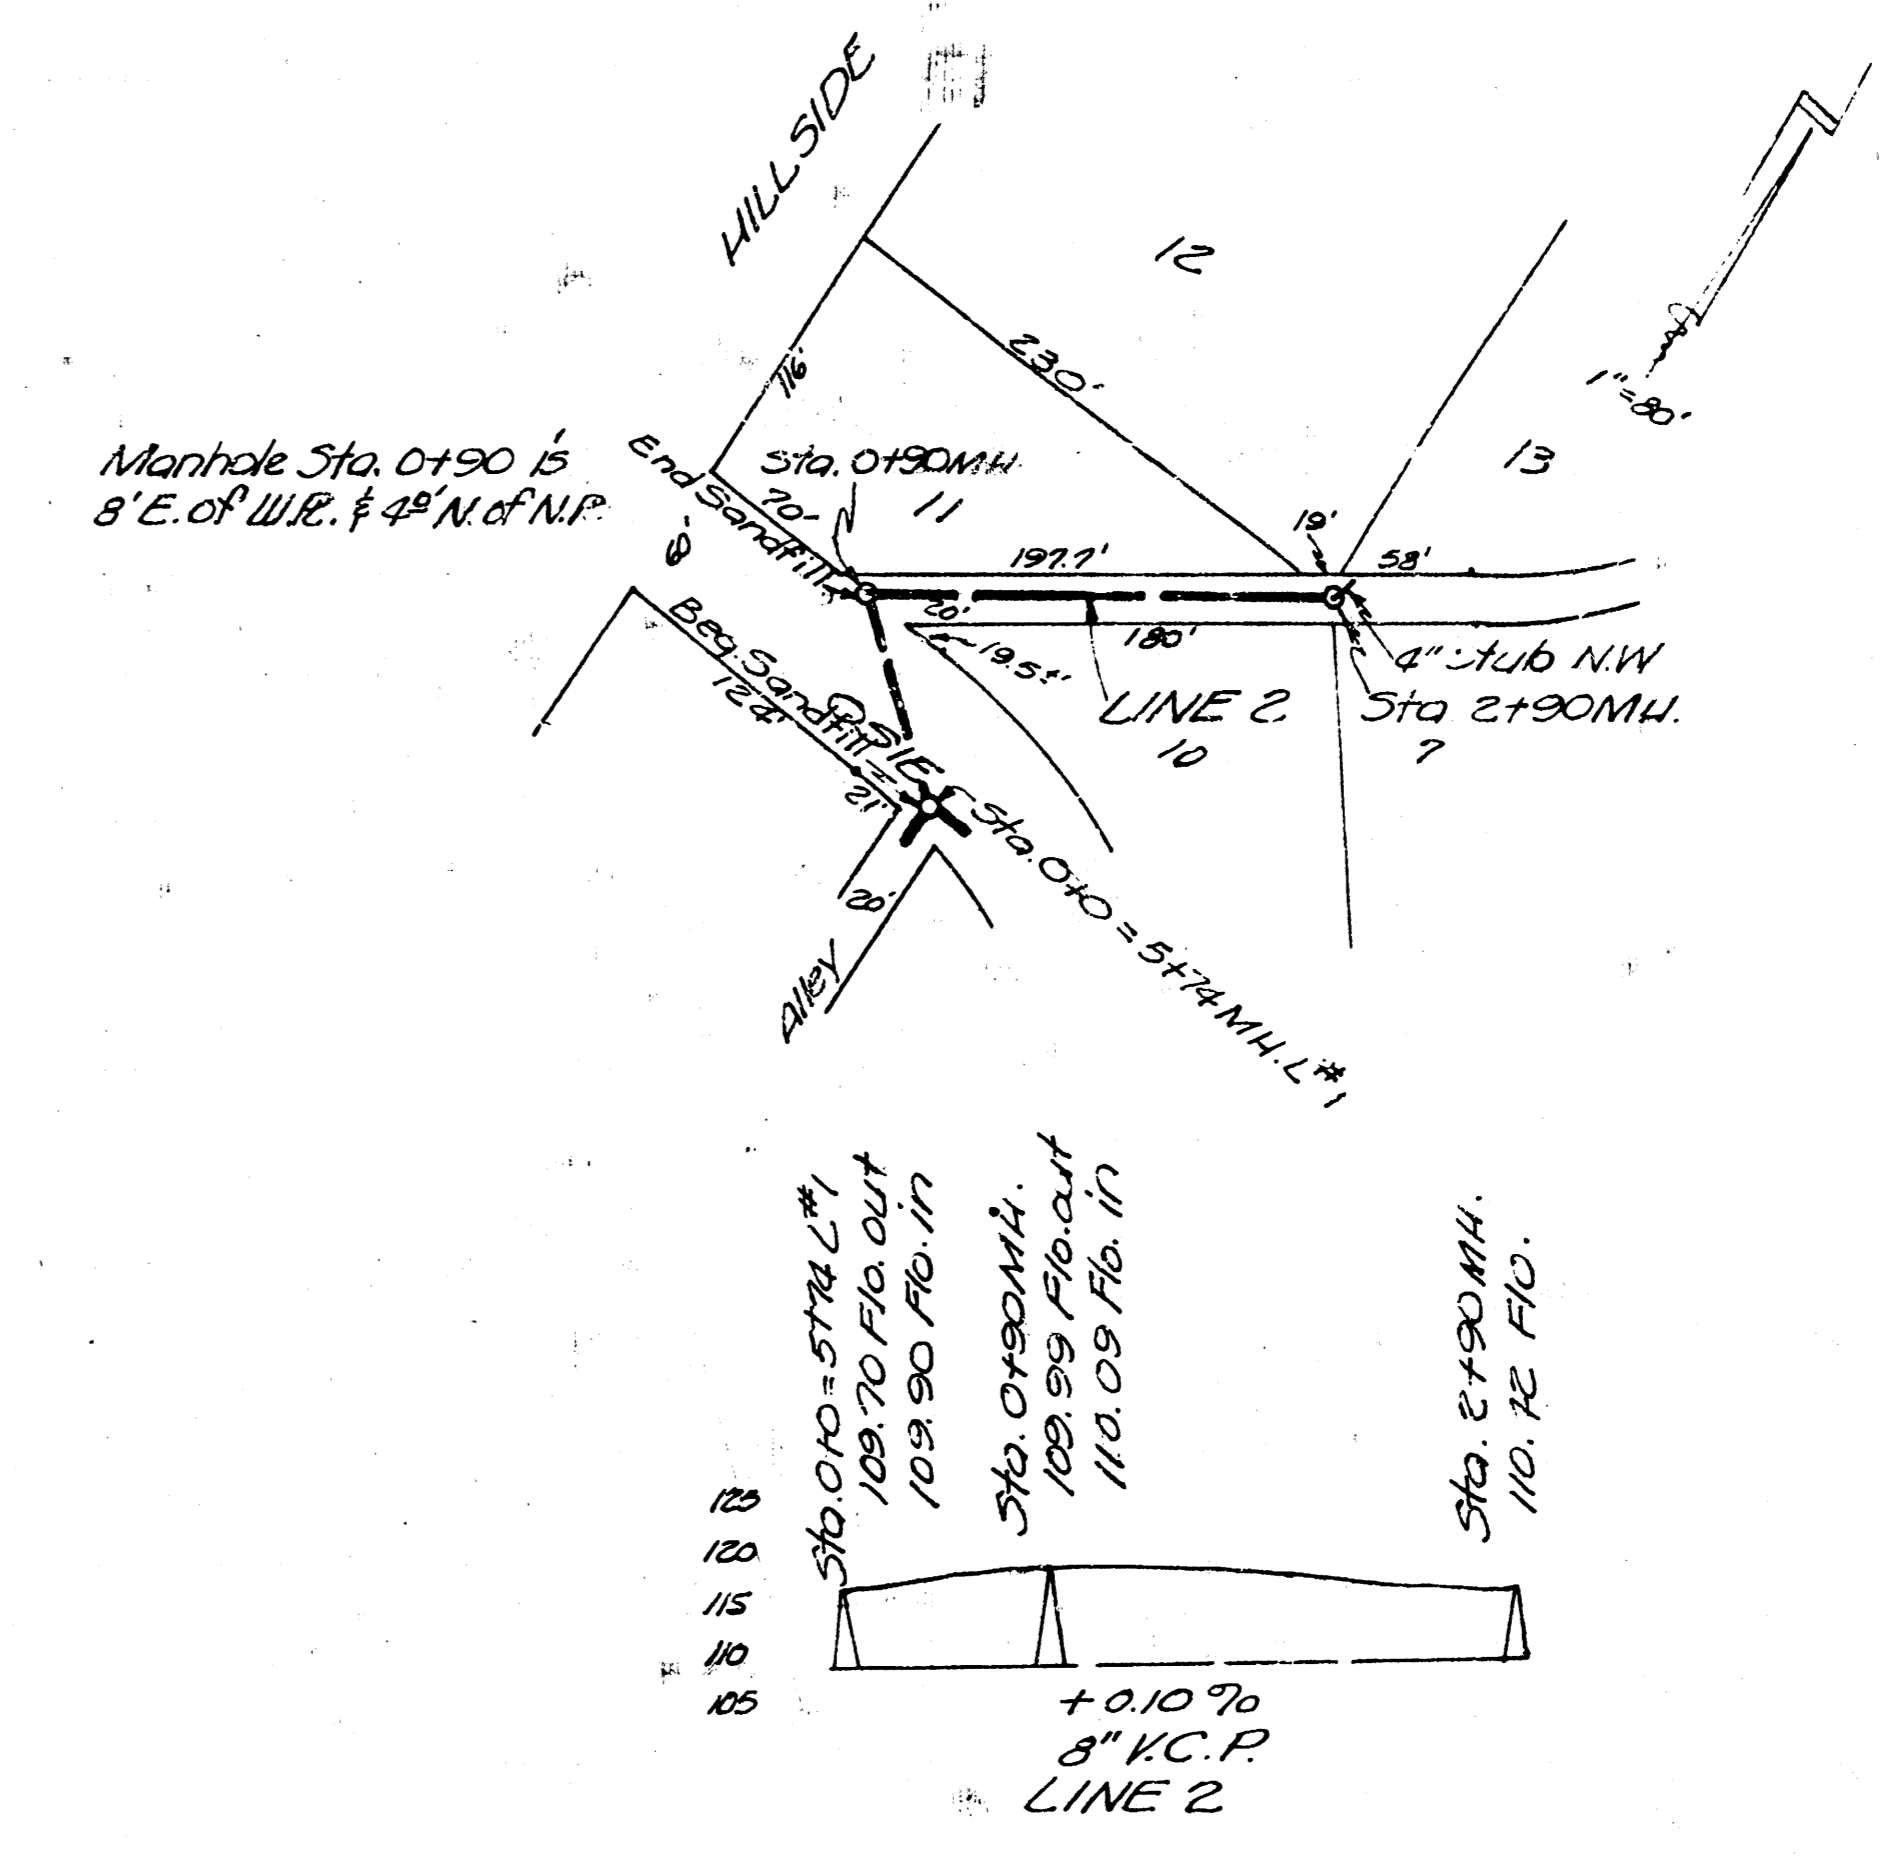 HILL SIDE
12
1"=80'
116'
230'
13
Manhole Sta. 0+90 is
8' E. of W.P. & 4º' N. of N.P.
End Sandfill
Sta. 0+90 MH.
70-
11
19'
197.7'
58'
20'
180'
19.5±'
Beg. Sandfill
124'
21'
4" Stub N.W
Sta 2+90 MH.
LINE 2
10
7
Sta. 0+0 = 5+74 MH. L#1
20'
Alley
Sta. 0+0 = 5+74 L#1
109.70 Flo. out
109.90 Flo. in
Sta. 0+90 MH.
109.99 Flo. out
110.09 Flo. in
Sta. 2+90 MH.
110.72 Flo.
125
120
115
110
105
+0.10%
8" V.C.P.
LINE 2